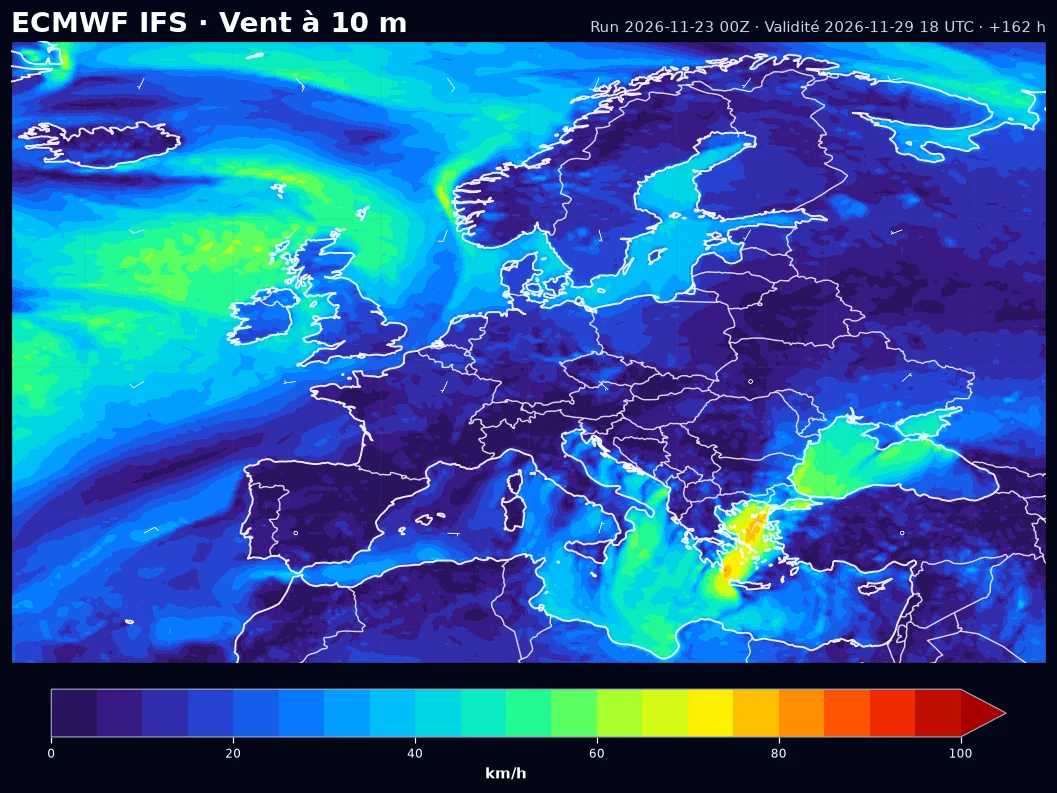 ECMWF IFS · Vent à 10 m
Run 2026-11-23 00Z · Validité 2026-11-29 18 UTC · +162 h
0 20 40 60 80 100
km/h